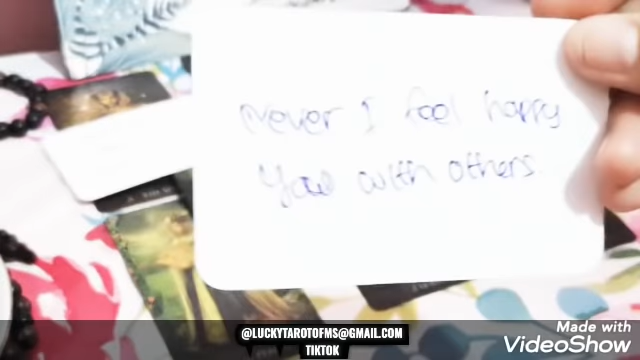 Never I feel happy
You with others.
@LUCKYTAROTOFMS@GMAIL.COM
TIKTOK
Made with
VideoShow